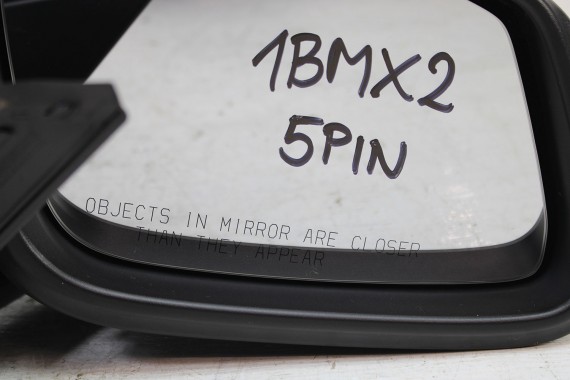 1BMX2
5PIN
OBJECTS IN MIRROR ARE CLOSER
THAN THEY APPEAR